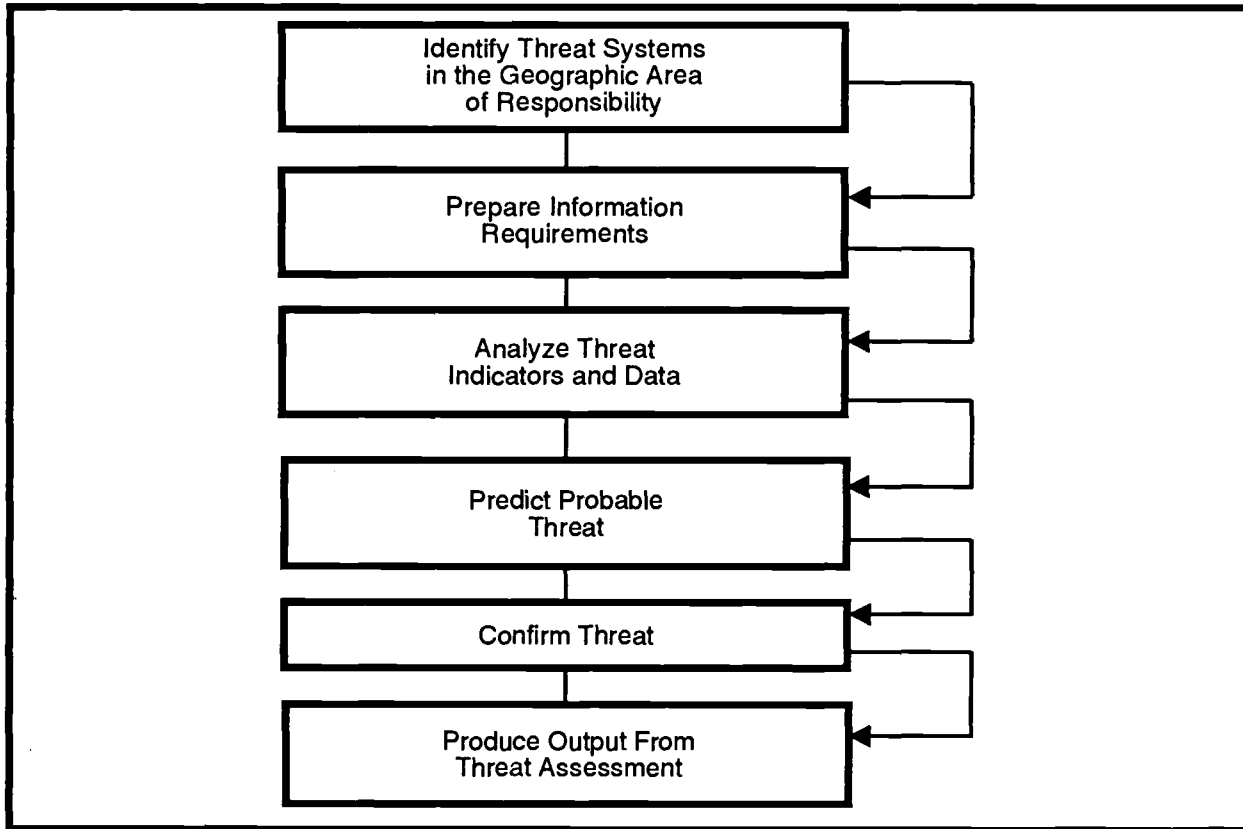 Identify Threat Systems
in the Geographic Area
of Responsibility
Prepare Information
Requirements
Analyze Threat
Indicators and Data
Predict Probable
Threat
Confirm Threat
Produce Output From
Threat Assessment